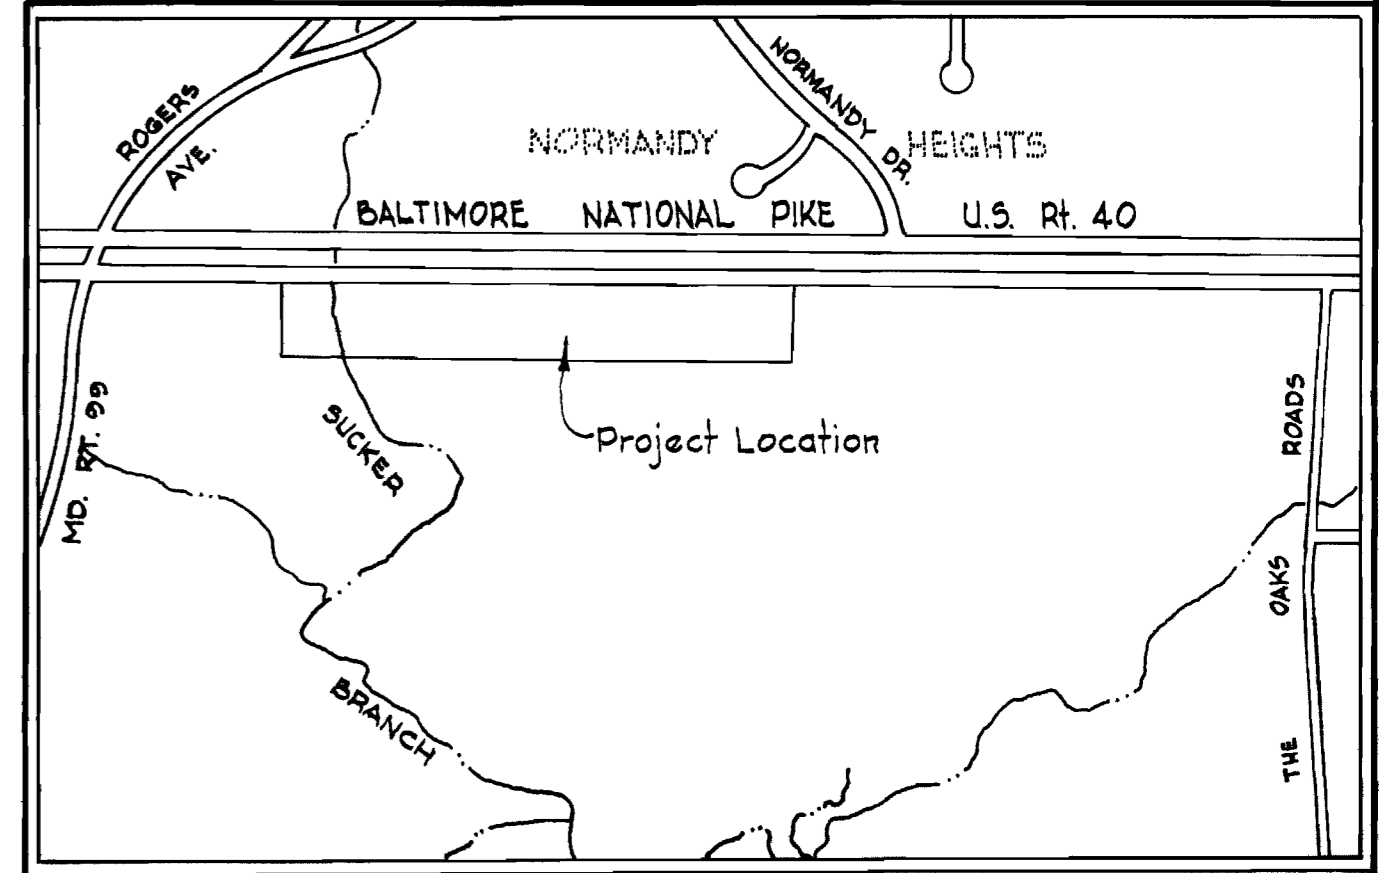 ROGERS
AVE.
NORMANDY DR.
NORMANDY HEIGHTS
BALTIMORE NATIONAL PIKE U.S. Rt. 40
MD. RT. 99
SUCKER
BRANCH
Project Location
THE OAKS ROADS